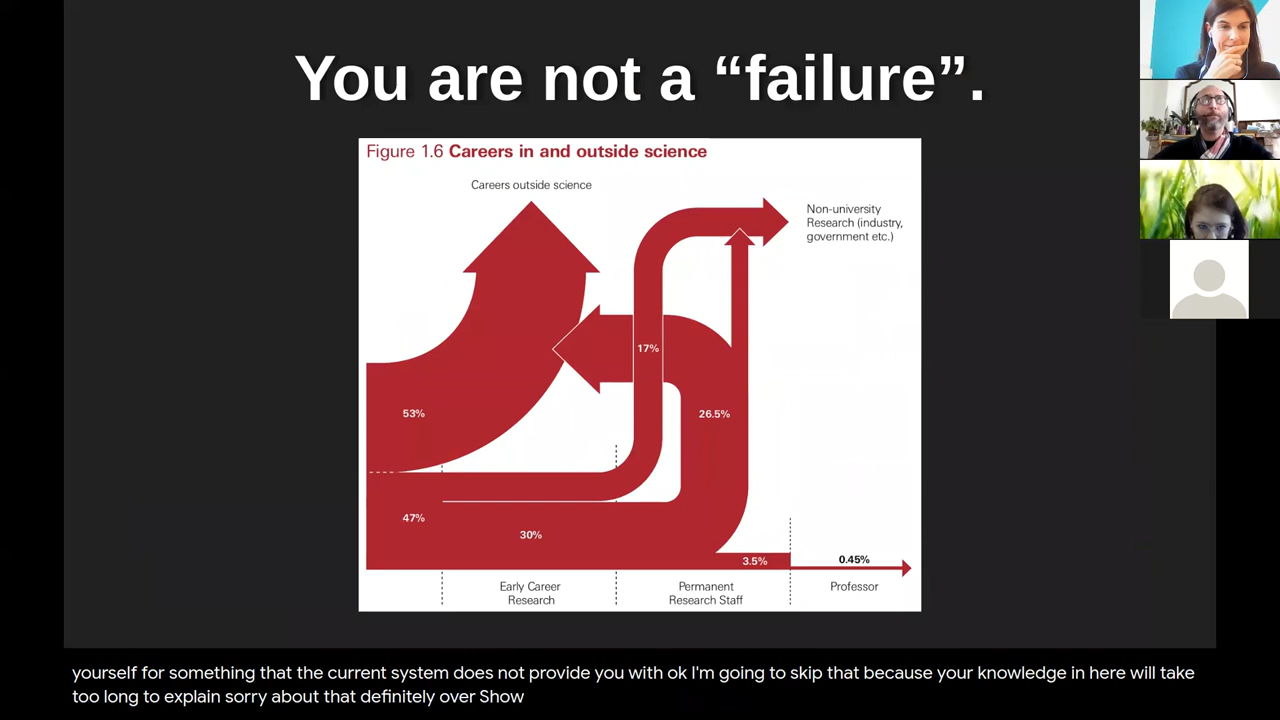 You are not a “failure”.
Figure 1.6 Careers in and outside science
Careers outside science
Non-university
Research (industry,
government etc.)
17%
53%
26.5%
47%
30%
3.5%
0.45%
Early Career
Research
Permanent
Research Staff
Professor
yourself for something that the current system does not provide you with ok I'm going to skip that because your knowledge in here will take
too long to explain sorry about that definitely over Show